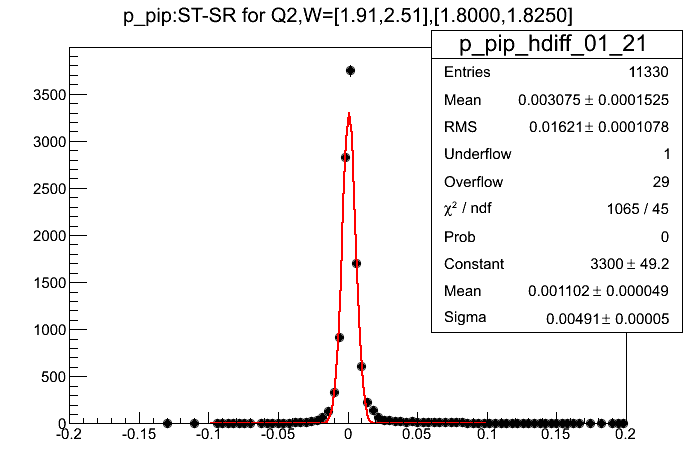 p_pip:ST-SR for Q2,W=[1.91,2.51],[1.8000,1.8250]
p_pip_hdiff_01_21
Entries 11330
Mean 0.003075 ± 0.0001525
RMS 0.01621 ± 0.0001078
Underflow 1
Overflow 29
χ² / ndf 1065 / 45
Prob 0
Constant 3300 ± 49.2
Mean 0.001102 ± 0.000049
Sigma 0.00491 ± 0.00005
3500
3000
2500
2000
1500
1000
500
0
-0.2 -0.15 -0.1 -0.05 0 0.05 0.1 0.15 0.2